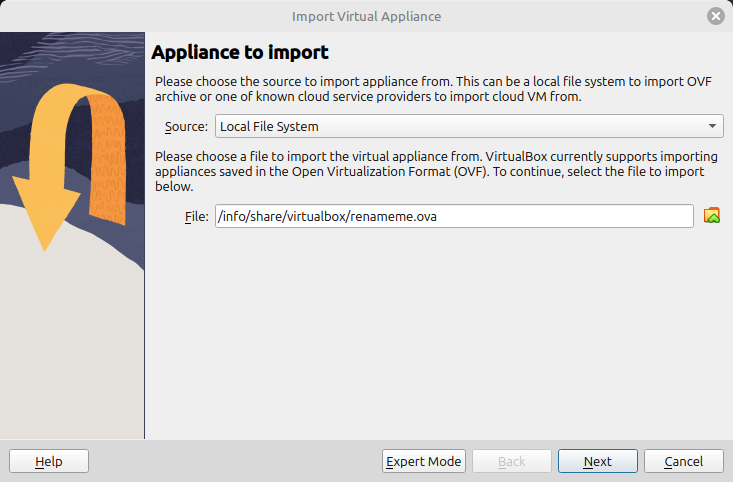 Import Virtual Appliance
Appliance to import
Please choose the source to import appliance from. This can be a local file system to import OVF
archive or one of known cloud service providers to import cloud VM from.
Source: Local File System
Please choose a file to import the virtual appliance from. VirtualBox currently supports importing
appliances saved in the Open Virtualization Format (OVF). To continue, select the file to import
below.
File: /info/share/virtualbox/renameme.ova
Help Expert Mode Back Next Cancel